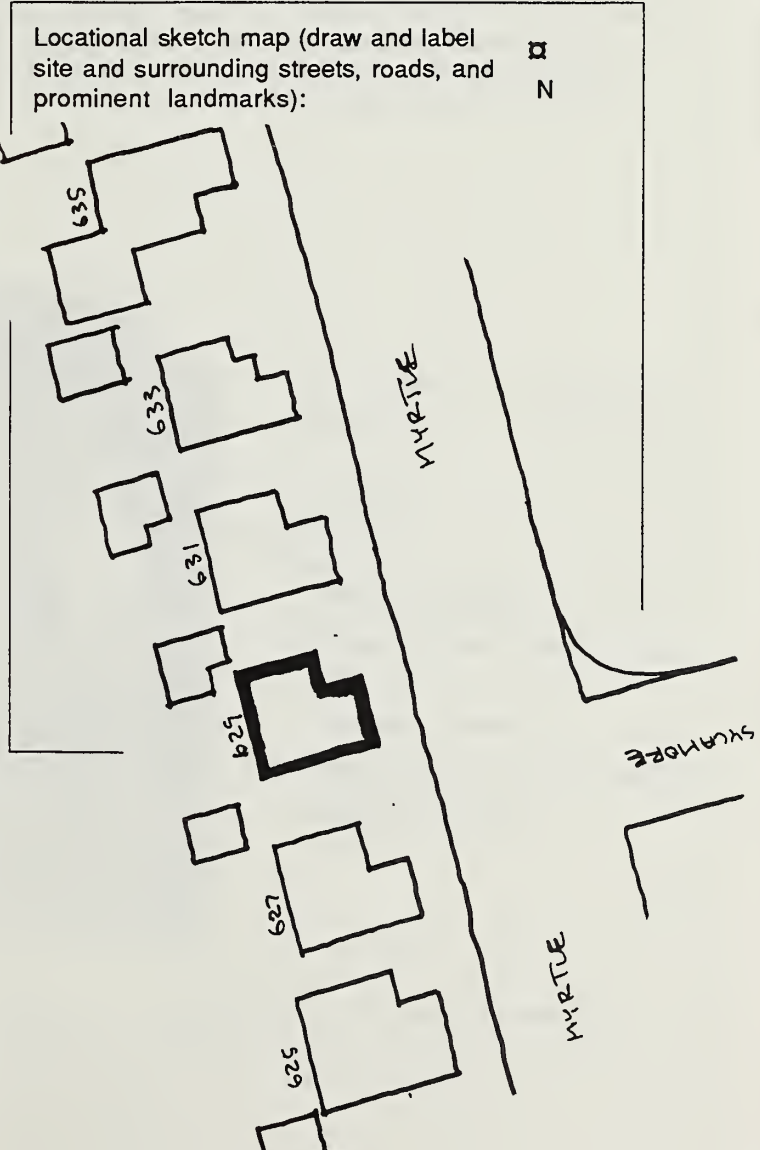 Locational sketch map (draw and label
site and surrounding streets, roads, and
prominent landmarks):
¤
N
635
633
631
629
627
625
MYRTLE
SYCAMORE
MYRTLE